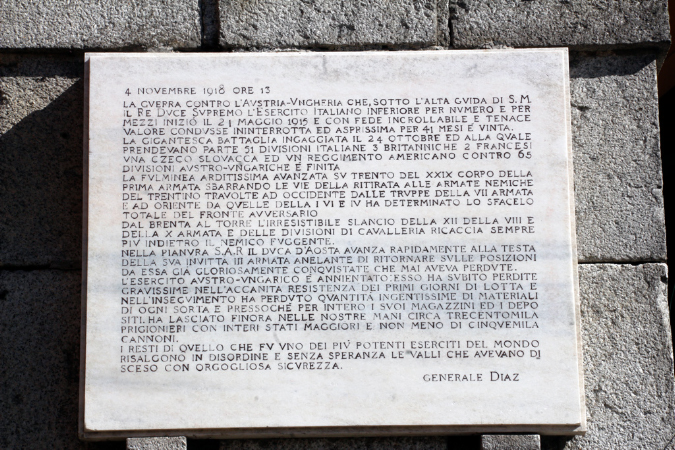 4 NOVEMBRE 1918 ORE 13
LA GVERRA CONTRO L'AVSTRIA-VNGHERIA CHE, SOTTO L'ALTA GVIDA DI S.M.
IL RE DVCE SVPREMO L'ESERCITO ITALIANO INFERIORE PER NVMERO E PER
MEZZI INIZIÒ IL 24 MAGGIO 1915 E CON FEDE INCROLLABILE E TENACE
VALORE CONDVSSE ININTERROTTA ED ASPRISSIMA PER 41 MESI È VINTA.
LA GIGANTESCA BATTAGLIA INGAGGIATA IL 24 OTTOBRE ED ALLA QVALE
PRENDEVANO PARTE 51 DIVISIONI ITALIANE 3 BRITANNICHE 2 FRANCESI
VNA CZECO SLOVACCA ED VN REGGIMENTO AMERICANO CONTRO 65
DIVISIONI AVSTRO-VNGARICHE È FINITA
LA FVLMINEA ARDITISSIMA AVANZATA SV TRENTO DEL XXIX CORPO DELLA
PRIMA ARMATA SBARRANDO LE VIE DELLA RITIRATA ALLE ARMATE NEMICHE
DEL TRENTINO TRAVOLTE AD OCCIDENTE DALLE TRVPPE DELLA VII ARMATA
E AD ORIENTE DA QVELLE DELLA I VI E IV HA DETERMINATO LO SFACELO
TOTALE DEL FRONTE AVVERSARIO
DAL BRENTA AL TORRE L'IRRESISTIBILE SLANCIO DELLA XII DELLA VIII E
DELLA X ARMATA E DELLE DIVISIONI DI CAVALLERIA RICACCIA SEMPRE
PIV INDIETRO IL NEMICO FVGGENTE.
NELLA PIANVRA S.A.R. IL DVCA D'AOSTA AVANZA RAPIDAMENTE ALLA TESTA
DELLA SVA INVITTA III ARMATA ANELANTE DI RITORNARE SVLLE POSIZIONI
DA ESSA GIÀ GLORIOSAMENTE CONQVISTATE CHE MAI AVEVA PERDVTE.
L'ESERCITO AVSTRO-VNGARICO È ANNIENTATO: ESSO HA SVBITO PERDITE
GRAVISSIME NELL'ACCANITA RESISTENZA DEI PRIMI GIORNI DI LOTTA E
NELL'INSEGVIMENTO HA PERDVTO QVANTITÀ INGENTISSIME DI MATERIALI
DI OGNI SORTA E PRESSOCHÈ PER INTERO I SVOI MAGAZZINI ED I DEPO
SITI. HA LASCIATO FINORA NELLE NOSTRE MANI CIRCA TRECENTOMILA
PRIGIONIERI CON INTERI STATI MAGGIORI E NON MENO DI CINQVEMILA
CANNONI.
I RESTI DI QVELLO CHE FV VNO DEI PIÙ POTENTI ESERCITI DEL MONDO
RISALGONO IN DISORDINE E SENZA SPERANZA LE VALLI CHE AVEVANO DI
SCESO CON ORGOGLIOSA SICVREZZA.
GENERALE DIAZ